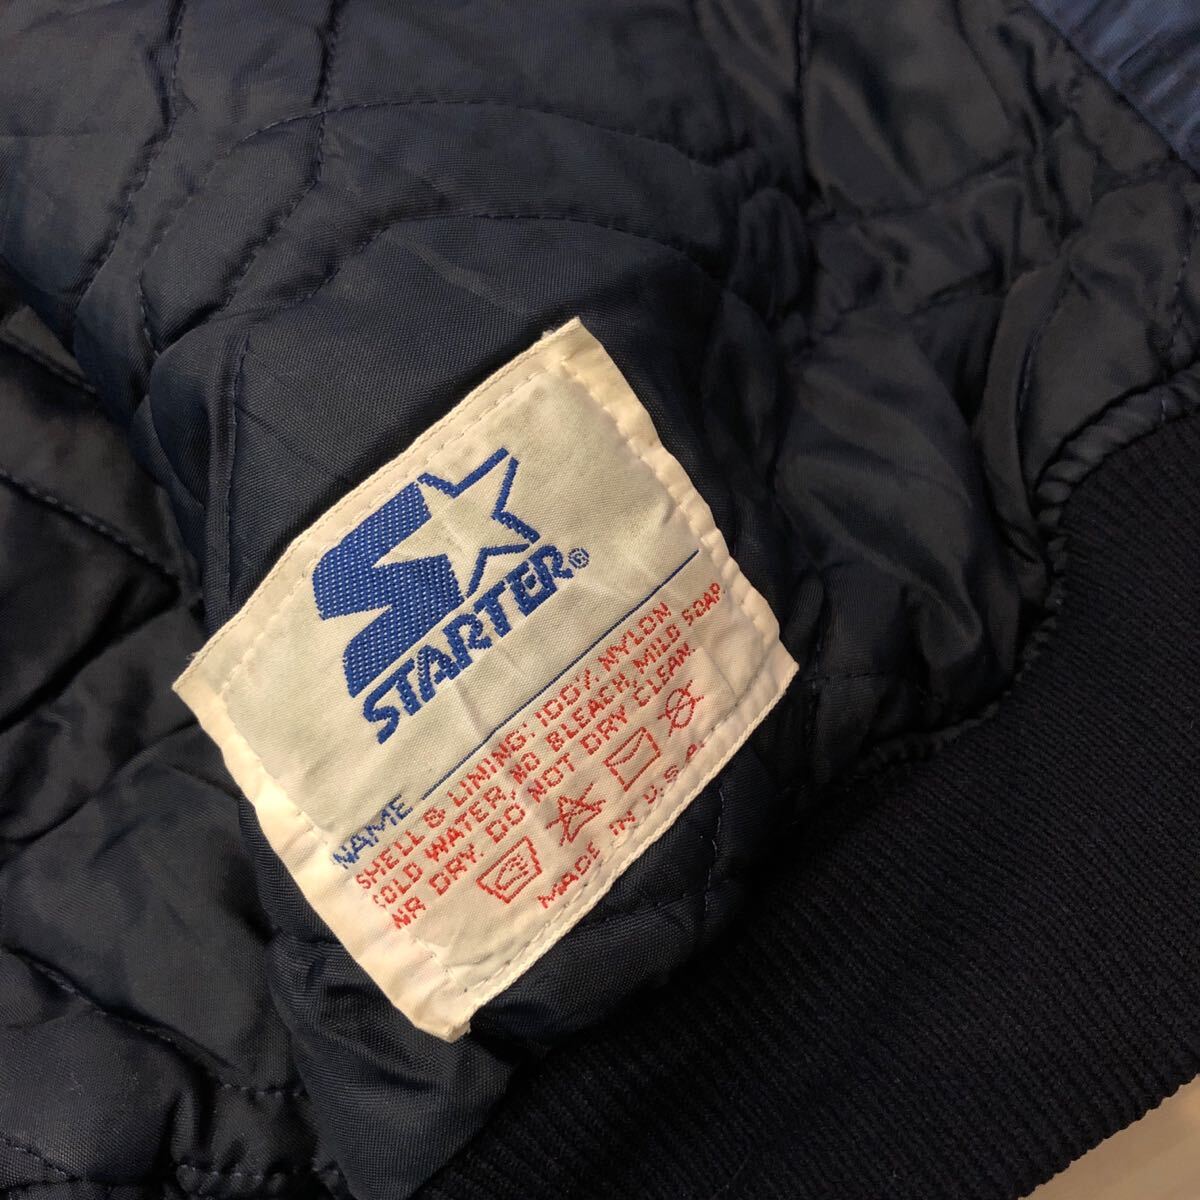 STARTER®
NAME
SHELL & LINING: 100% NYLON
COLD WATER, NO BLEACH, MILD SOAP.
AIR DRY. DO NOT DRY CLEAN.
MADE IN U.S.A.